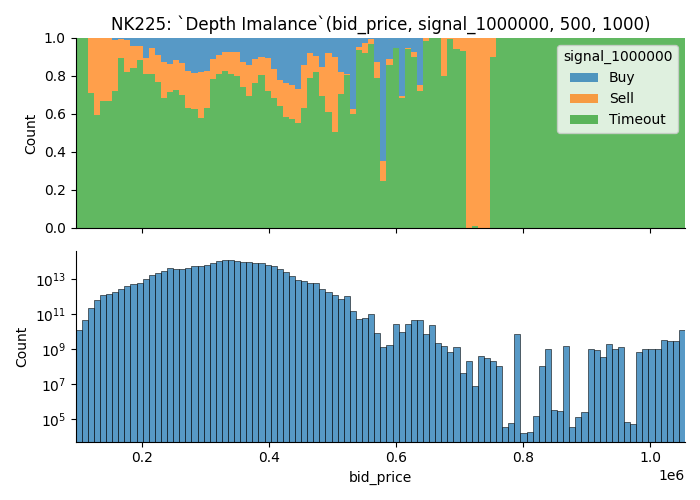 NK225: `Depth Imalance`(bid_price, signal_1000000, 500, 1000)
1.0
0.8
0.6
0.4
0.2
0.0
Count
signal_1000000
Buy
Sell
Timeout
10^13
10^11
10^9
10^7
10^5
Count
0.2 0.4 0.6 0.8 1.0
1e6
bid_price